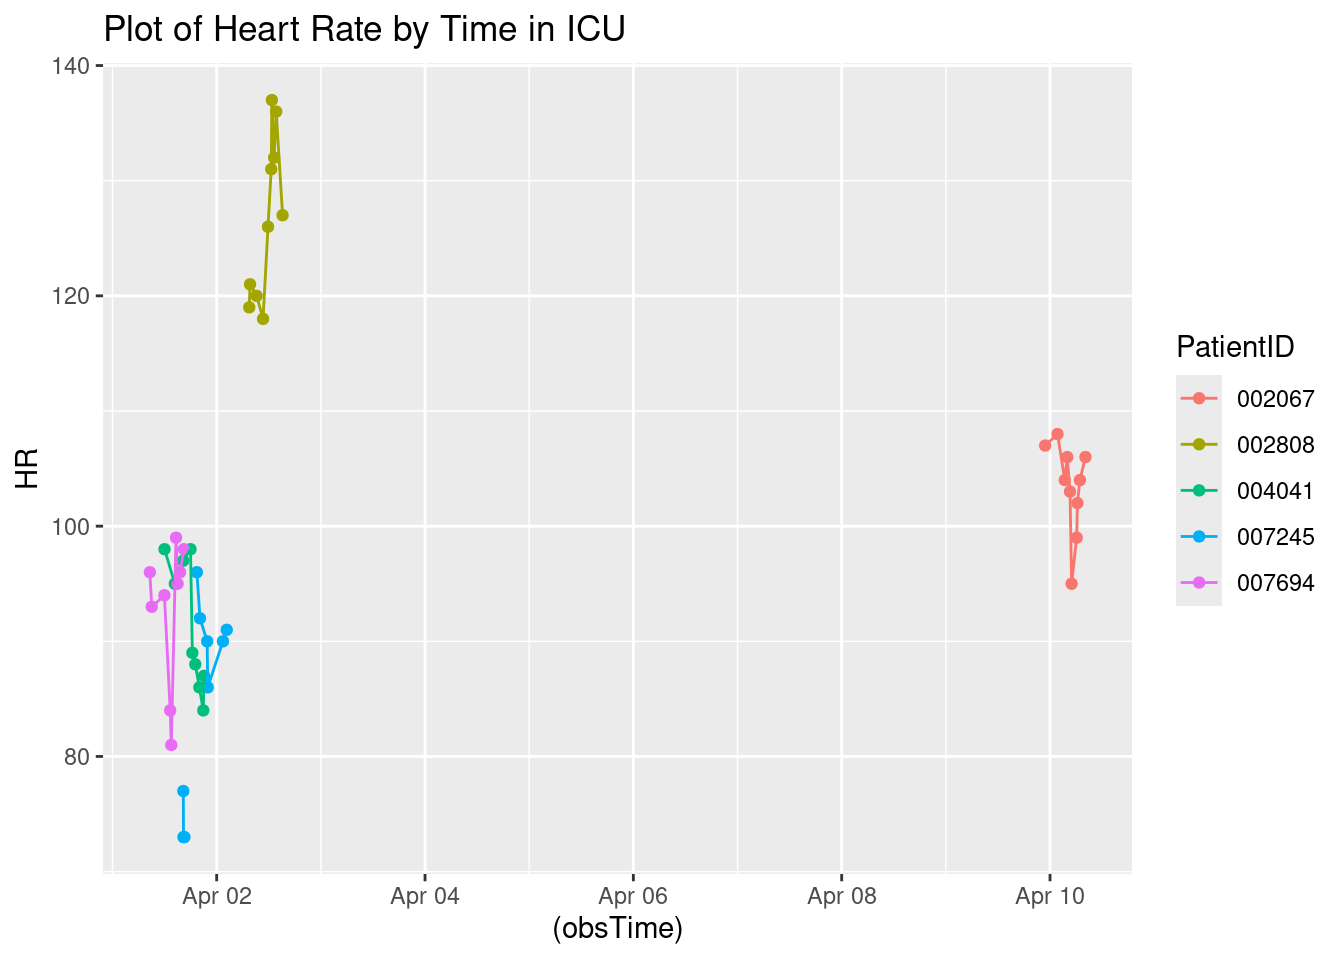 Plot of Heart Rate by Time in ICU
140
120
100
80
HR
Apr 02
Apr 04
Apr 06
Apr 08
Apr 10
(obsTime)
PatientID
002067
002808
004041
007245
007694